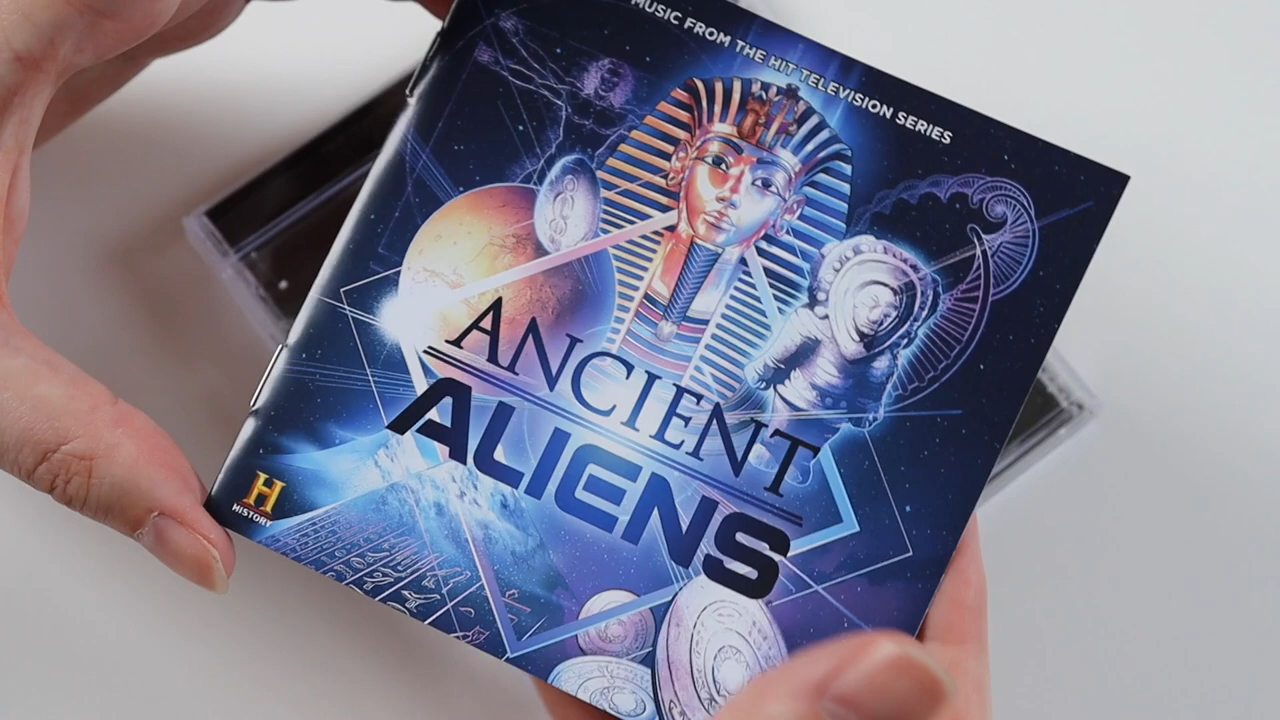 MUSIC FROM THE HIT TELEVISION SERIES
ANCIENT
ALIENS
H
HISTORY